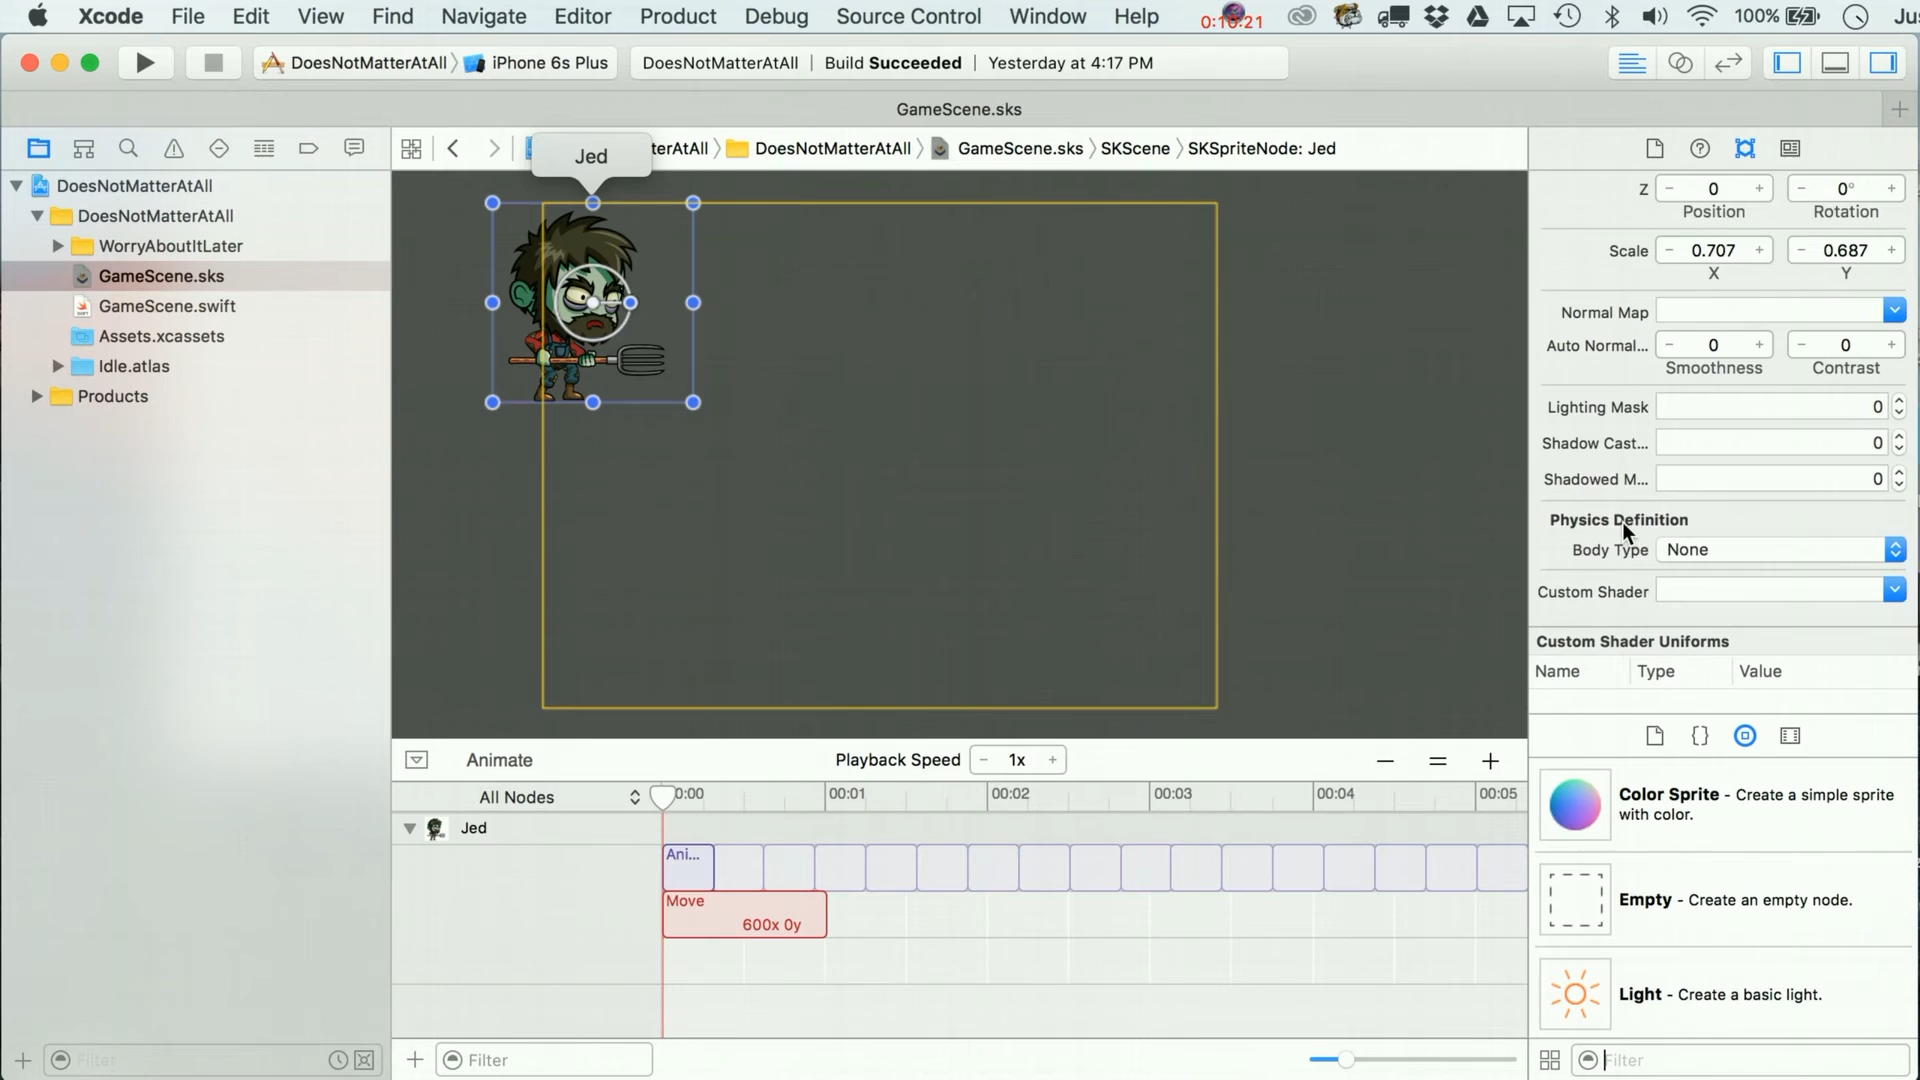 Xcode File Edit View Find Navigate Editor Product Debug Source Control Window Help 0:10:21 100%
DoesNotMatterAtAll iPhone 6s Plus DoesNotMatterAtAll | Build Succeeded | Yesterday at 4:17 PM
GameScene.sks
Jed
terAtAll DoesNotMatterAtAll GameScene.sks SKScene SKSpriteNode: Jed
DoesNotMatterAtAll
DoesNotMatterAtAll
WorryAboutItLater
GameScene.sks
GameScene.swift
Assets.xcassets
Idle.atlas
Products
Filter
Z 0 0°
Position Rotation
Scale 0.707 0.687
X Y
Normal Map
Auto Normal... 0 0
Smoothness Contrast
Lighting Mask 0
Shadow Cast... 0
Shadowed M... 0
Physics Definition
Body Type None
Custom Shader
Custom Shader Uniforms
Name Type Value
Animate Playback Speed - 1x +
All Nodes 0:00 00:01 00:02 00:03 00:04 00:05
Jed
Ani...
Move
600x 0y
Filter
Color Sprite - Create a simple sprite
with color.
Empty - Create an empty node.
Light - Create a basic light.
Filter